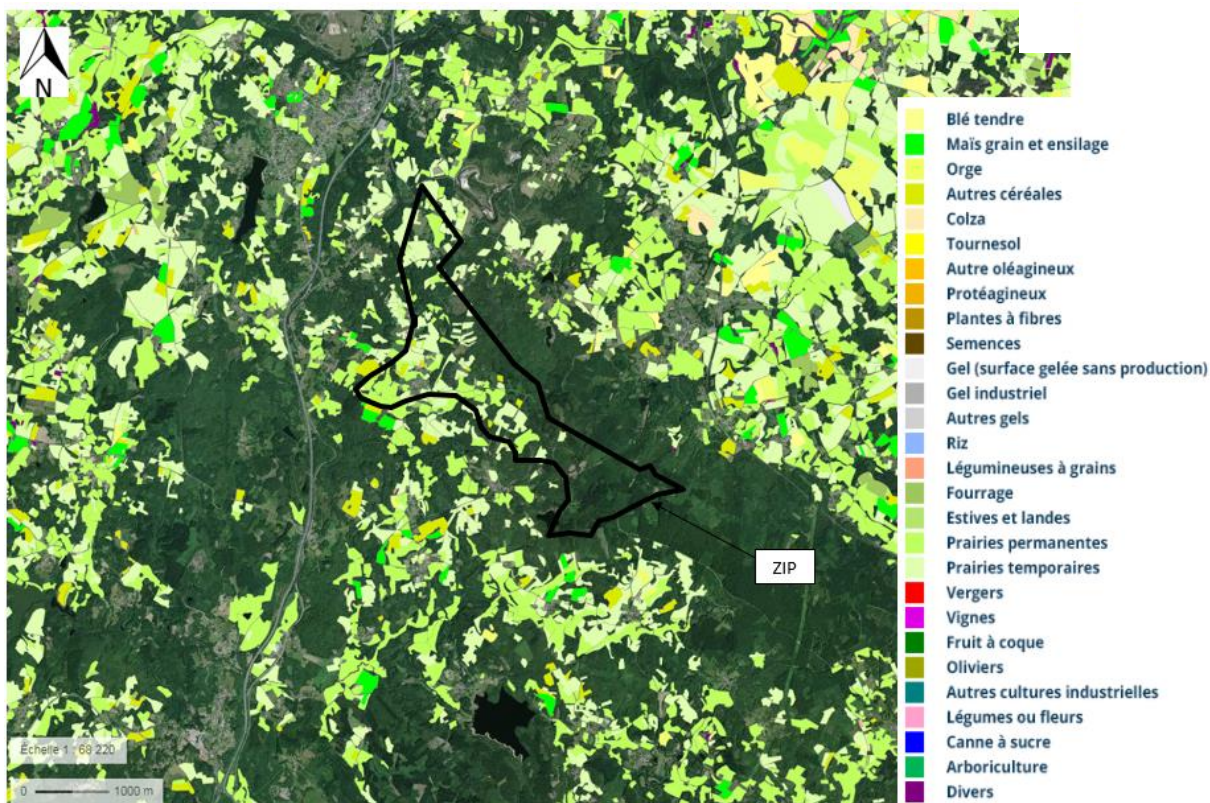 N
Blé tendre
Maïs grain et ensilage
Orge
Autres céréales
Colza
Tournesol
Autre oléagineux
Protéagineux
Plantes à fibres
Semences
Gel (surface gelée sans production)
Gel industriel
Autres gels
Riz
Légumineuses à grains
Fourrage
Estives et landes
Prairies permanentes
Prairies temporaires
Vergers
Vignes
Fruit à coque
Oliviers
Autres cultures industrielles
Légumes ou fleurs
Canne à sucre
Arboriculture
Divers
ZIP
Échelle 1 : 68 220
0 1000 m